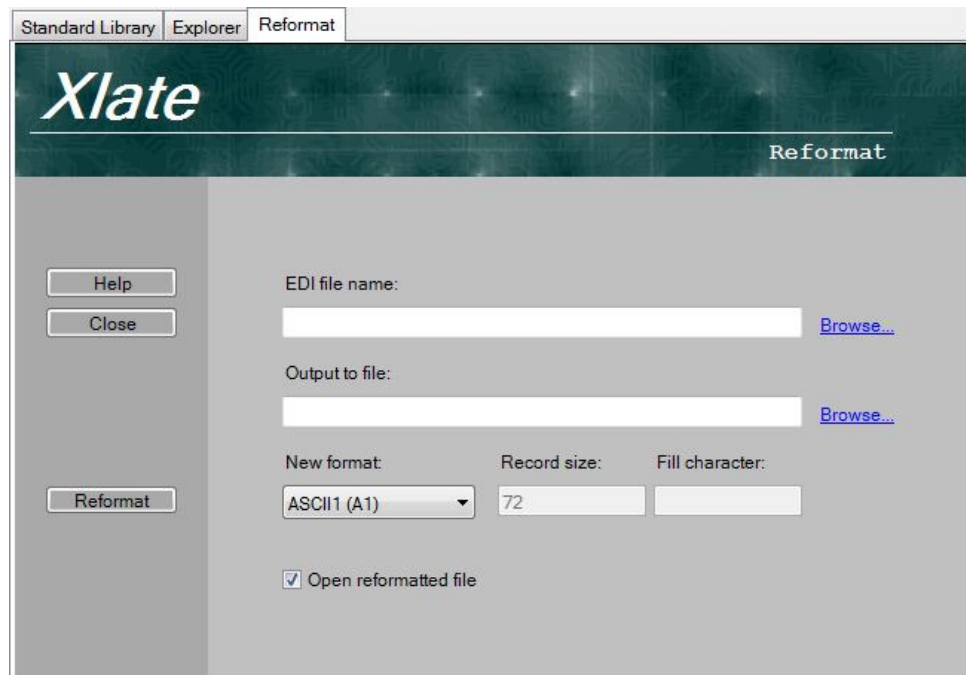 Standard Library Explorer Reformat
Xlate
Reformat
Help
Close
EDI file name:
Browse...
Output to file:
Browse...
New format: Record size: Fill character:
Reformat
ASCII1 (A1) 72
Open reformatted file